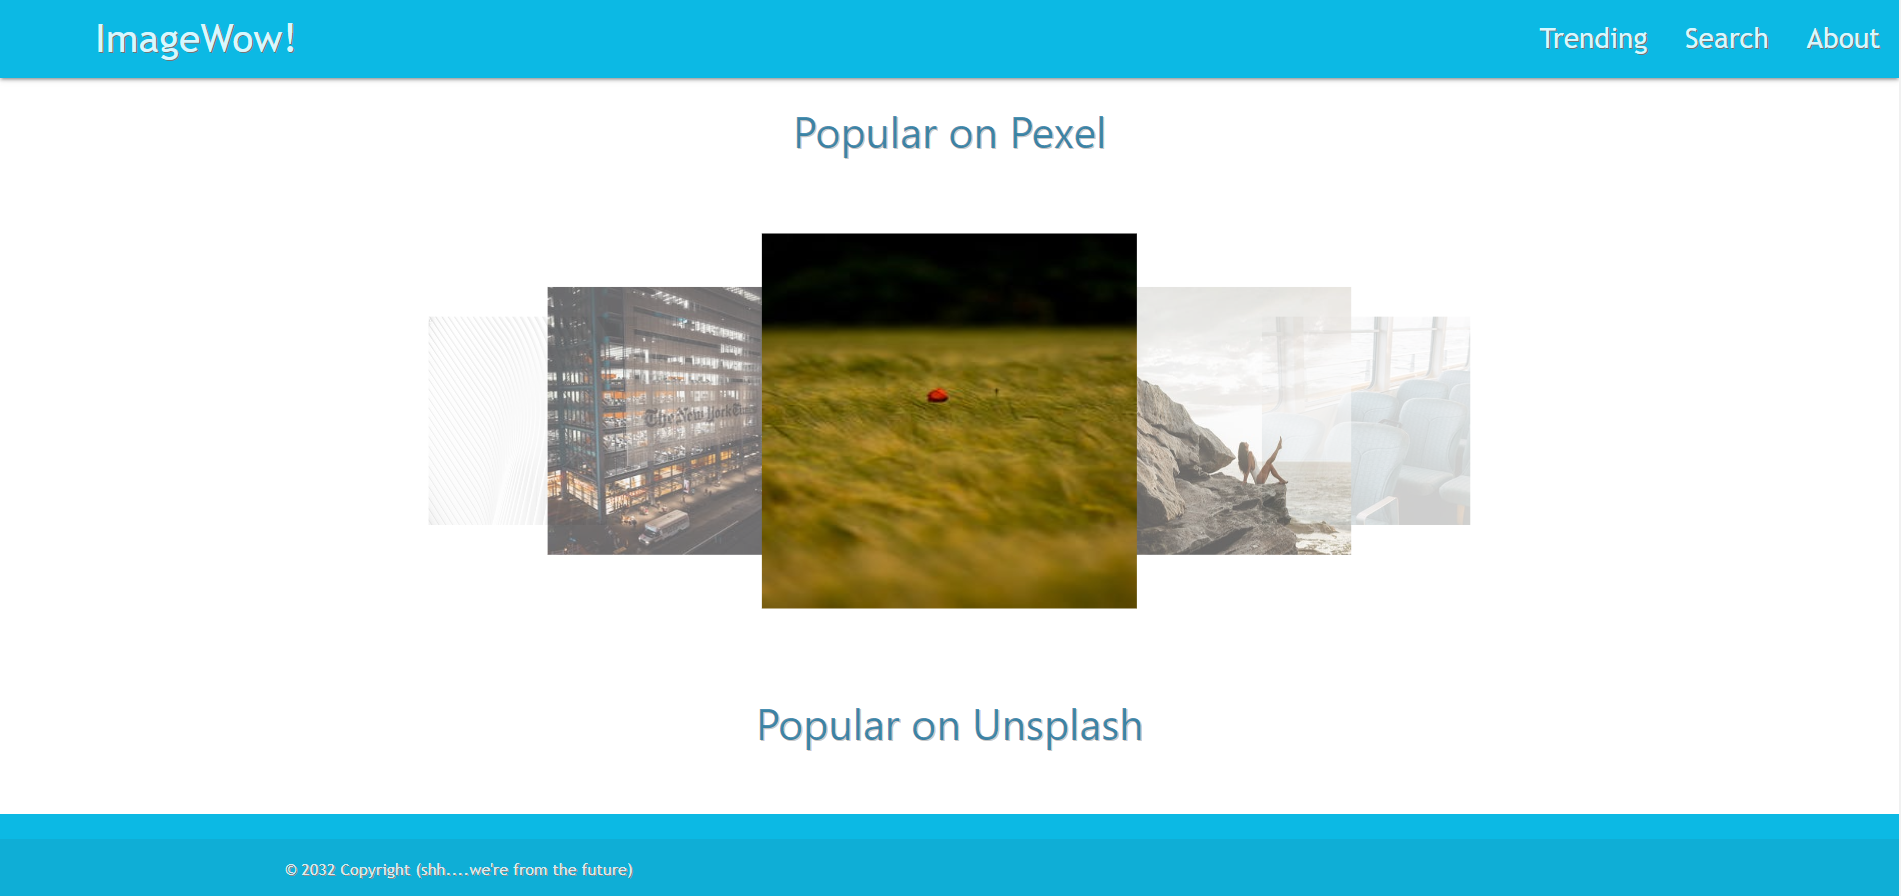 ImageWow!
Trending Search About
Popular on Pexel
The New York Times
Popular on Unsplash
© 2032 Copyright (shh....we're from the future)